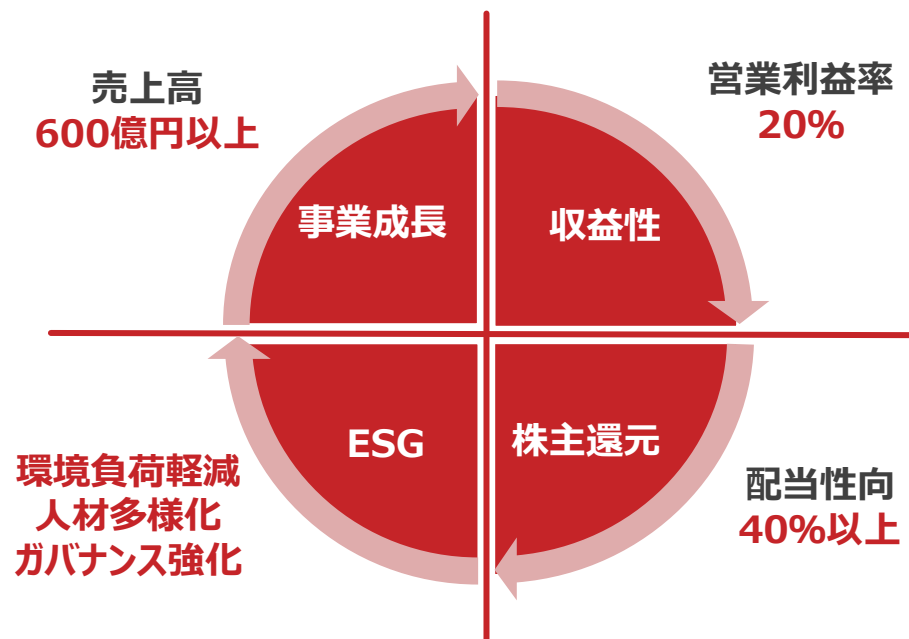 売上高
600億円以上
営業利益率
20%
事業成長
収益性
ESG
株主還元
環境負荷軽減
人材多様化
ガバナンス強化
配当性向
40%以上